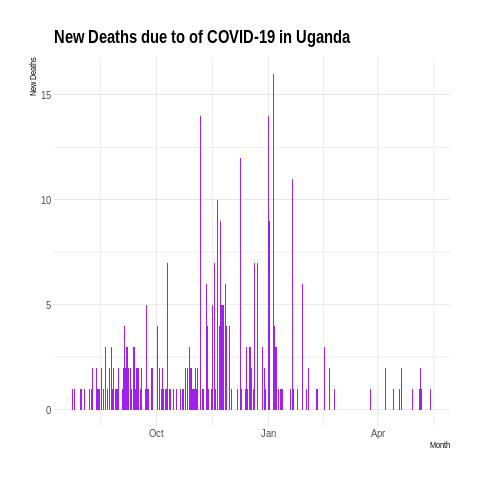 New Deaths due to of COVID-19 in Uganda
New Deaths
15
10
5
0
Oct
Jan
Apr
Month